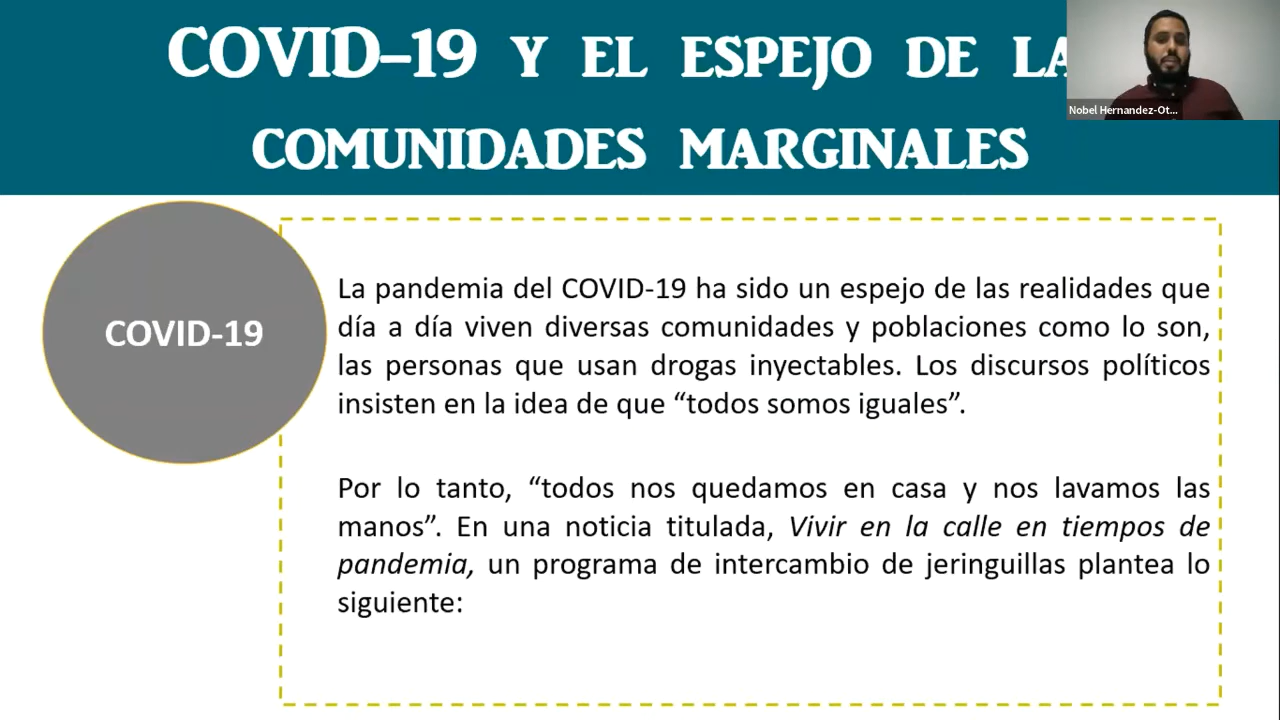 COVID-19 Y EL ESPEJO DE LA
COMUNIDADES MARGINALES
Nobel Hernandez-Ot...
COVID-19
La pandemia del COVID-19 ha sido un espejo de las realidades que
día a día viven diversas comunidades y poblaciones como lo son,
las personas que usan drogas inyectables. Los discursos políticos
insisten en la idea de que “todos somos iguales”.
Por lo tanto, “todos nos quedamos en casa y nos lavamos las
manos”. En una noticia titulada, Vivir en la calle en tiempos de
pandemia, un programa de intercambio de jeringuillas plantea lo
siguiente: